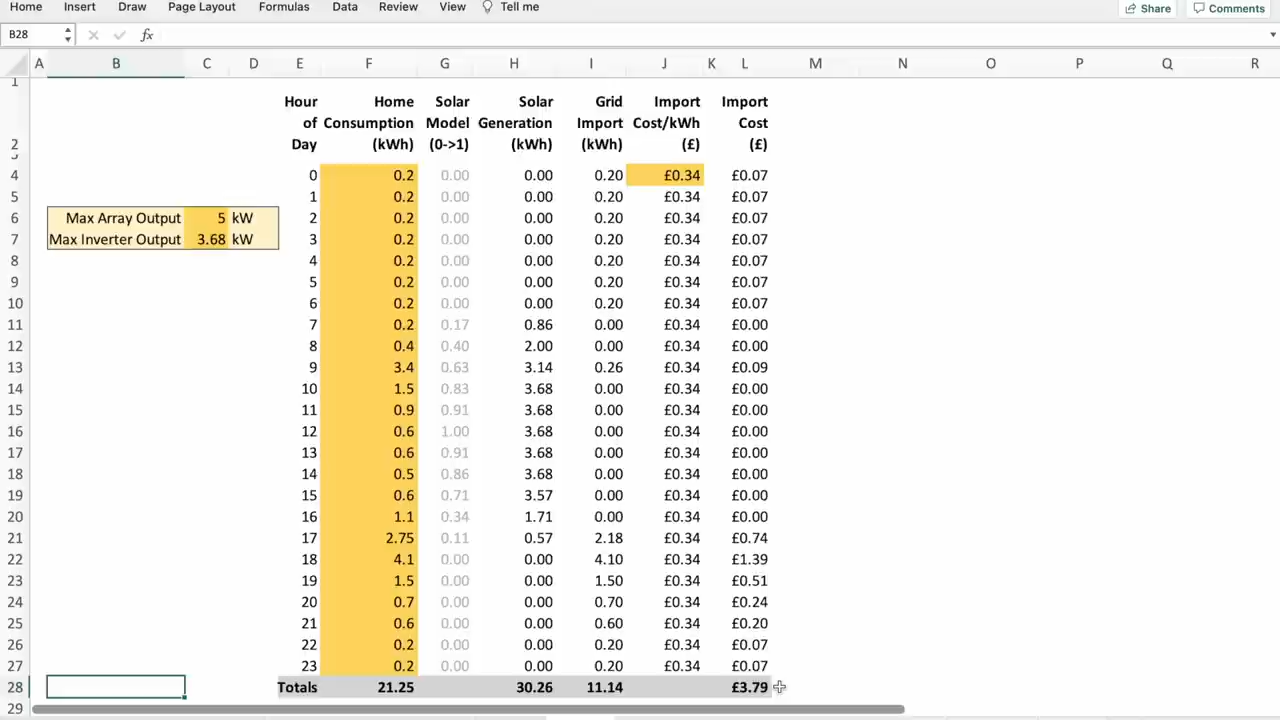 Home Insert Draw Page Layout Formulas Data Review View Tell me Share Comments
B28 fx
A B C D E F G H I J K L M N O P Q R
1
Hour Home Solar Solar Grid Import Import
of Consumption Model Generation Import Cost/kWh Cost
2 Day (kWh) (0->1) (kWh) (kWh) (£) (£)
4 0 0.2 0.00 0.00 0.20 £0.34 £0.07
5 1 0.2 0.00 0.00 0.20 £0.34 £0.07
6 Max Array Output 5 kW 2 0.2 0.00 0.00 0.20 £0.34 £0.07
7 Max Inverter Output 3.68 kW 3 0.2 0.00 0.00 0.20 £0.34 £0.07
8 4 0.2 0.00 0.00 0.20 £0.34 £0.07
9 5 0.2 0.00 0.00 0.20 £0.34 £0.07
10 6 0.2 0.00 0.00 0.20 £0.34 £0.07
11 7 0.2 0.17 0.86 0.00 £0.34 £0.00
12 8 0.4 0.40 2.00 0.00 £0.34 £0.00
13 9 3.4 0.63 3.14 0.26 £0.34 £0.09
14 10 1.5 0.83 3.68 0.00 £0.34 £0.00
15 11 0.9 0.91 3.68 0.00 £0.34 £0.00
16 12 0.6 1.00 3.68 0.00 £0.34 £0.00
17 13 0.6 0.91 3.68 0.00 £0.34 £0.00
18 14 0.5 0.86 3.68 0.00 £0.34 £0.00
19 15 0.6 0.71 3.57 0.00 £0.34 £0.00
20 16 1.1 0.34 1.71 0.00 £0.34 £0.00
21 17 2.75 0.11 0.57 2.18 £0.34 £0.74
22 18 4.1 0.00 0.00 4.10 £0.34 £1.39
23 19 1.5 0.00 0.00 1.50 £0.34 £0.51
24 20 0.7 0.00 0.00 0.70 £0.34 £0.24
25 21 0.6 0.00 0.00 0.60 £0.34 £0.20
26 22 0.2 0.00 0.00 0.20 £0.34 £0.07
27 23 0.2 0.00 0.00 0.20 £0.34 £0.07
28 Totals 21.25 30.26 11.14 £3.79
29